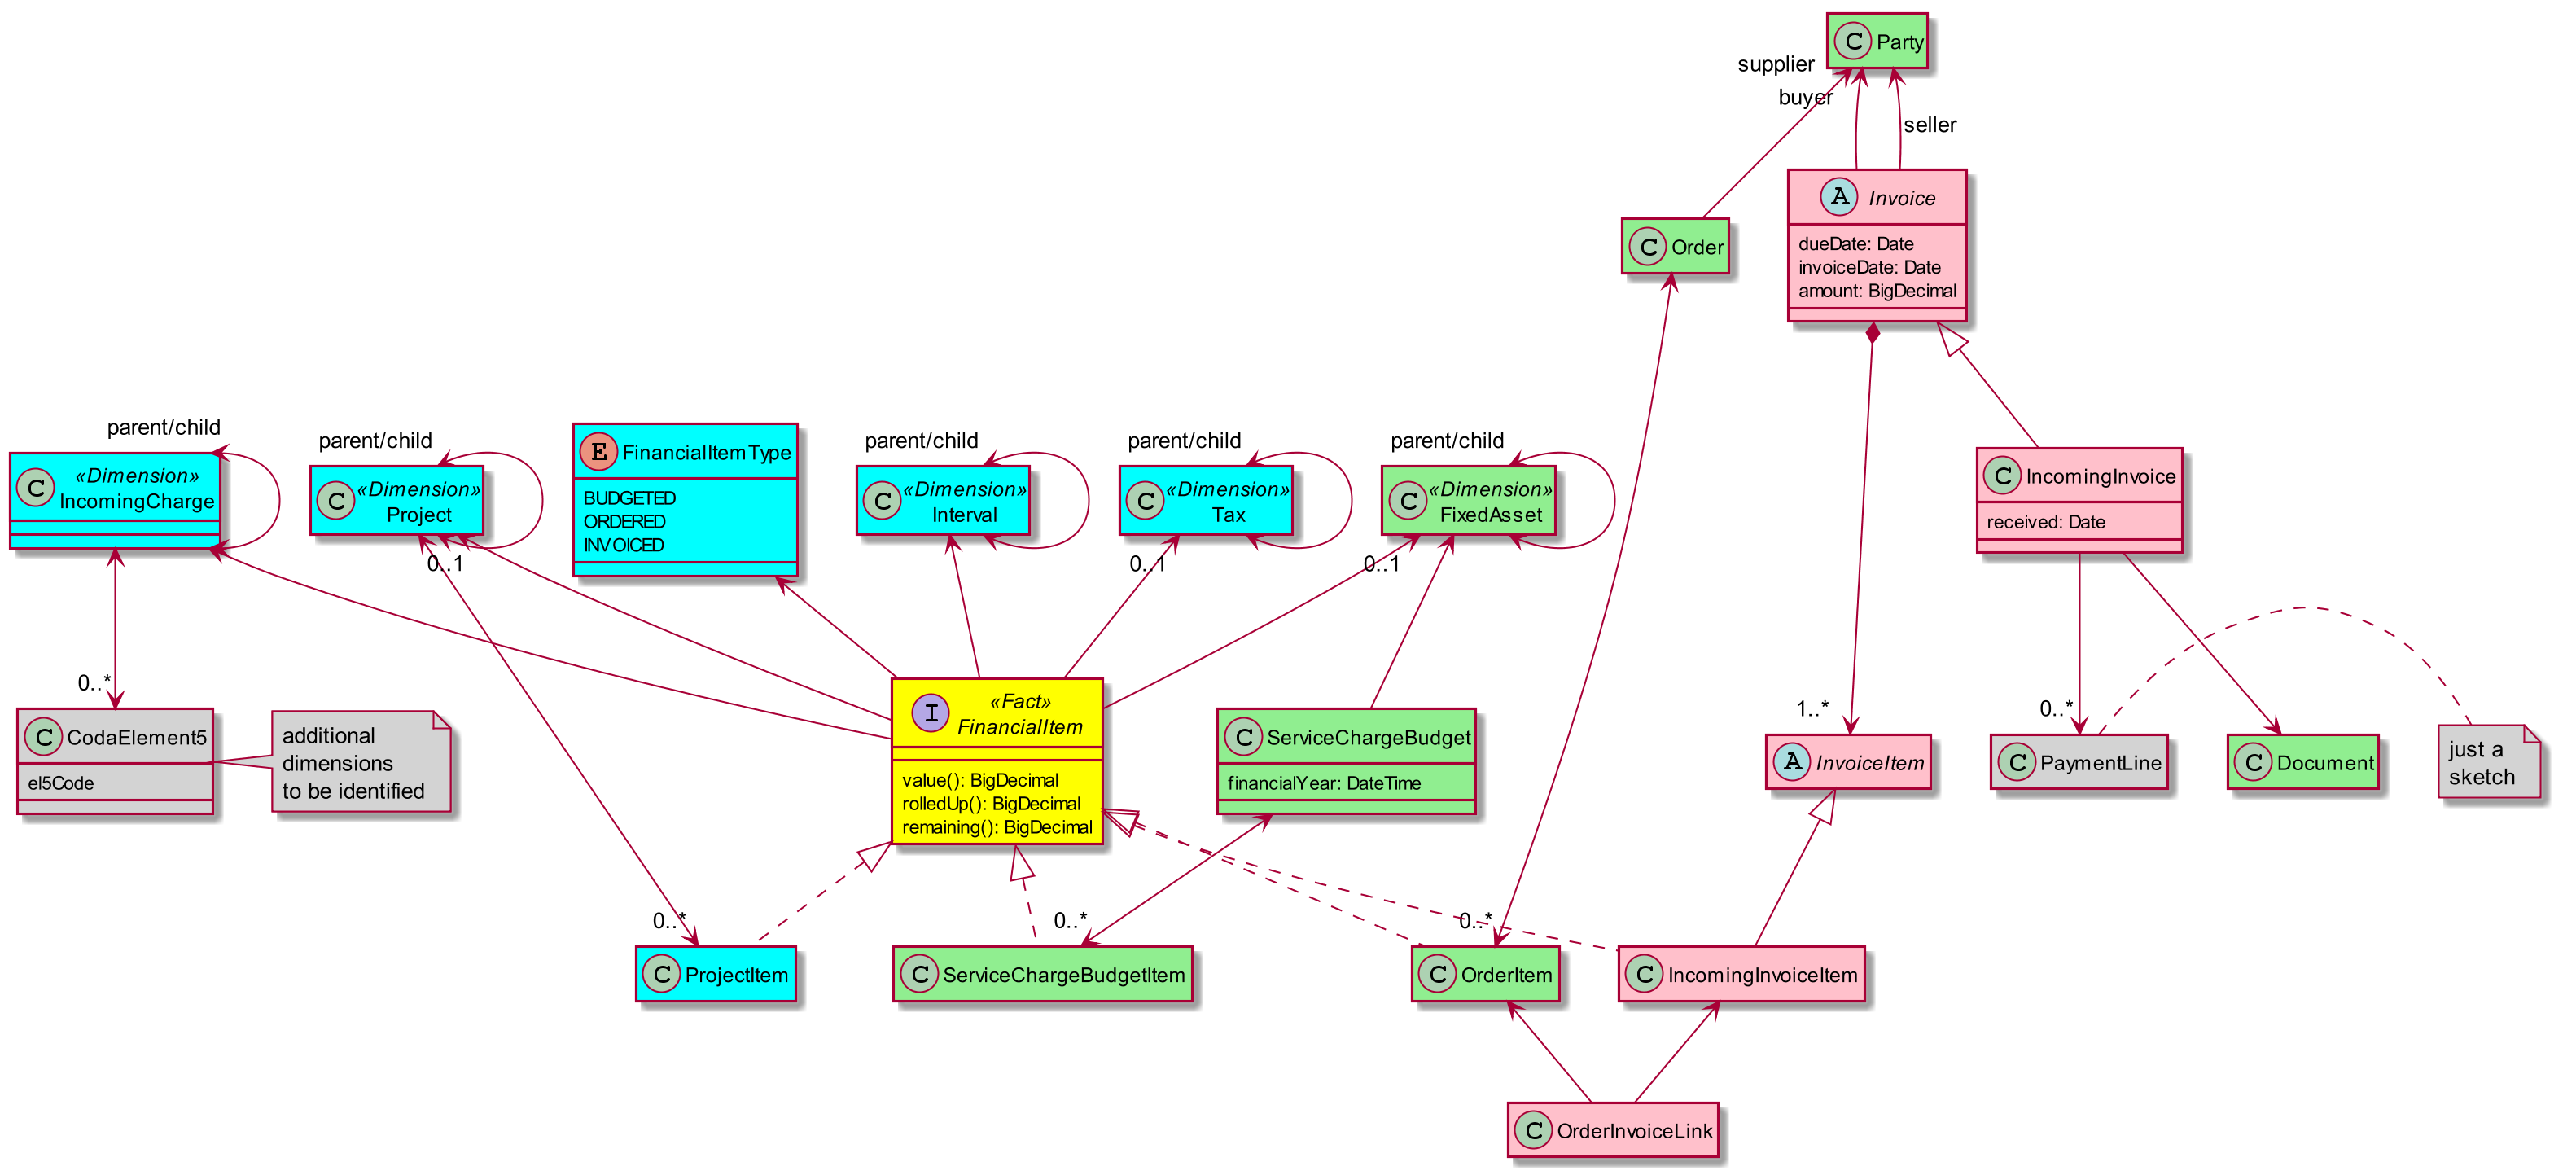 C Party
supplier
buyer
seller
A Invoice
dueDate: Date
invoiceDate: Date
amount: BigDecimal
C Order
parent/child
C «Dimension»
IncomingCharge
parent/child
C «Dimension»
Project
E FinancialItemType
BUDGETED
ORDERED
INVOICED
parent/child
C «Dimension»
Interval
parent/child
C «Dimension»
Tax
parent/child
C «Dimension»
FixedAsset
C IncomingInvoice
received: Date
0..1
0..1
0..1
0..*
C CodaElement5
el5Code
additional
dimensions
to be identified
I «Fact»
FinancialItem
value(): BigDecimal
rolledUp(): BigDecimal
remaining(): BigDecimal
C ServiceChargeBudget
financialYear: DateTime
1..*
A InvoiceItem
0..*
C PaymentLine
C Document
just a
sketch
0..*
C ProjectItem
0..*
C ServiceChargeBudgetItem
0..*
C OrderItem
C IncomingInvoiceItem
C OrderInvoiceLink